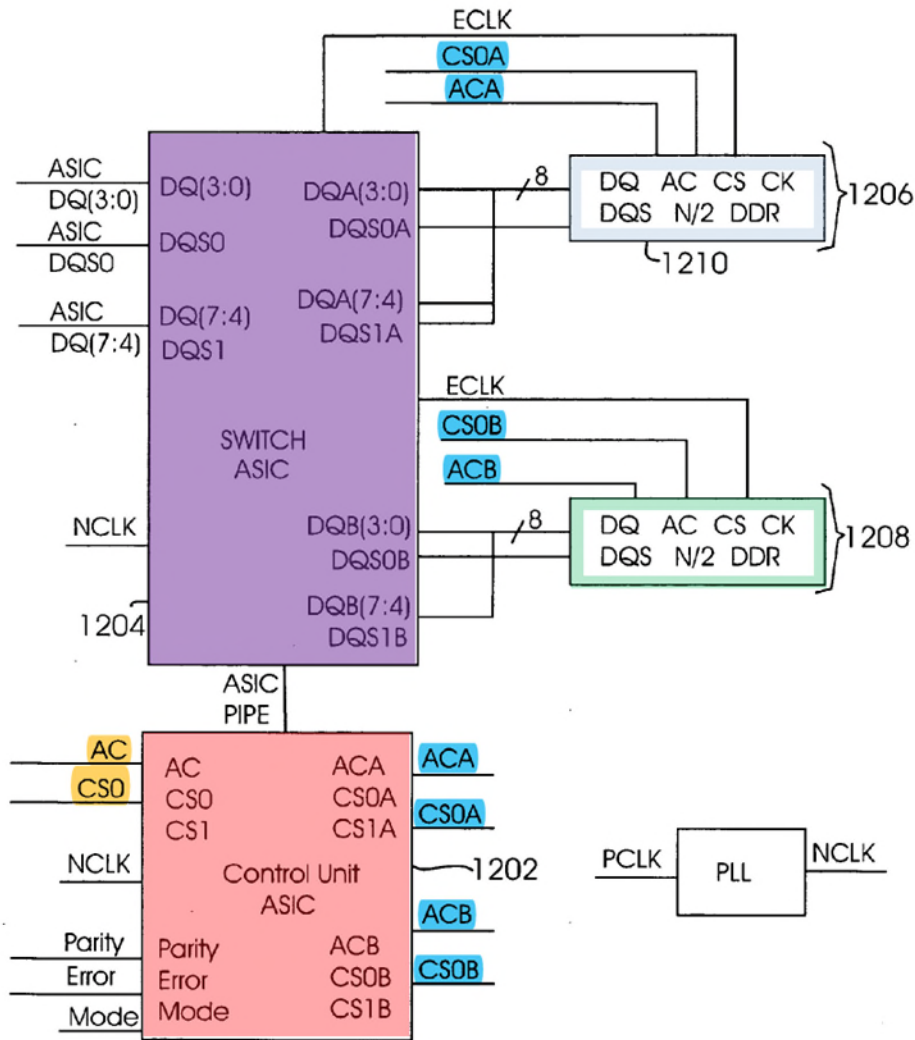 ECLK
CS0A
ACA
ASIC
DQ(3:0)
ASIC
DQS0
ASIC
DQ(7:4)
DQ(3:0)
DQS0
DQ(7:4)
DQS1
DQA(3:0)
DQS0A
DQA(7:4)
DQS1A
8
DQ AC CS CK
DQS N/2 DDR
1206
1210
SWITCH
ASIC
ECLK
CS0B
ACB
NCLK
1204
DQB(3:0)
DQS0B
DQB(7:4)
DQS1B
8
DQ AC CS CK
DQS N/2 DDR
1208
ASIC
PIPE
AC
CS0
NCLK
Parity
Error
Mode
AC
CS0
CS1
ACA
CS0A
CS1A
Control Unit
ASIC
Parity
Error
Mode
ACB
CS0B
CS1B
ACA
CS0A
1202
ACB
CS0B
PCLK
PLL
NCLK